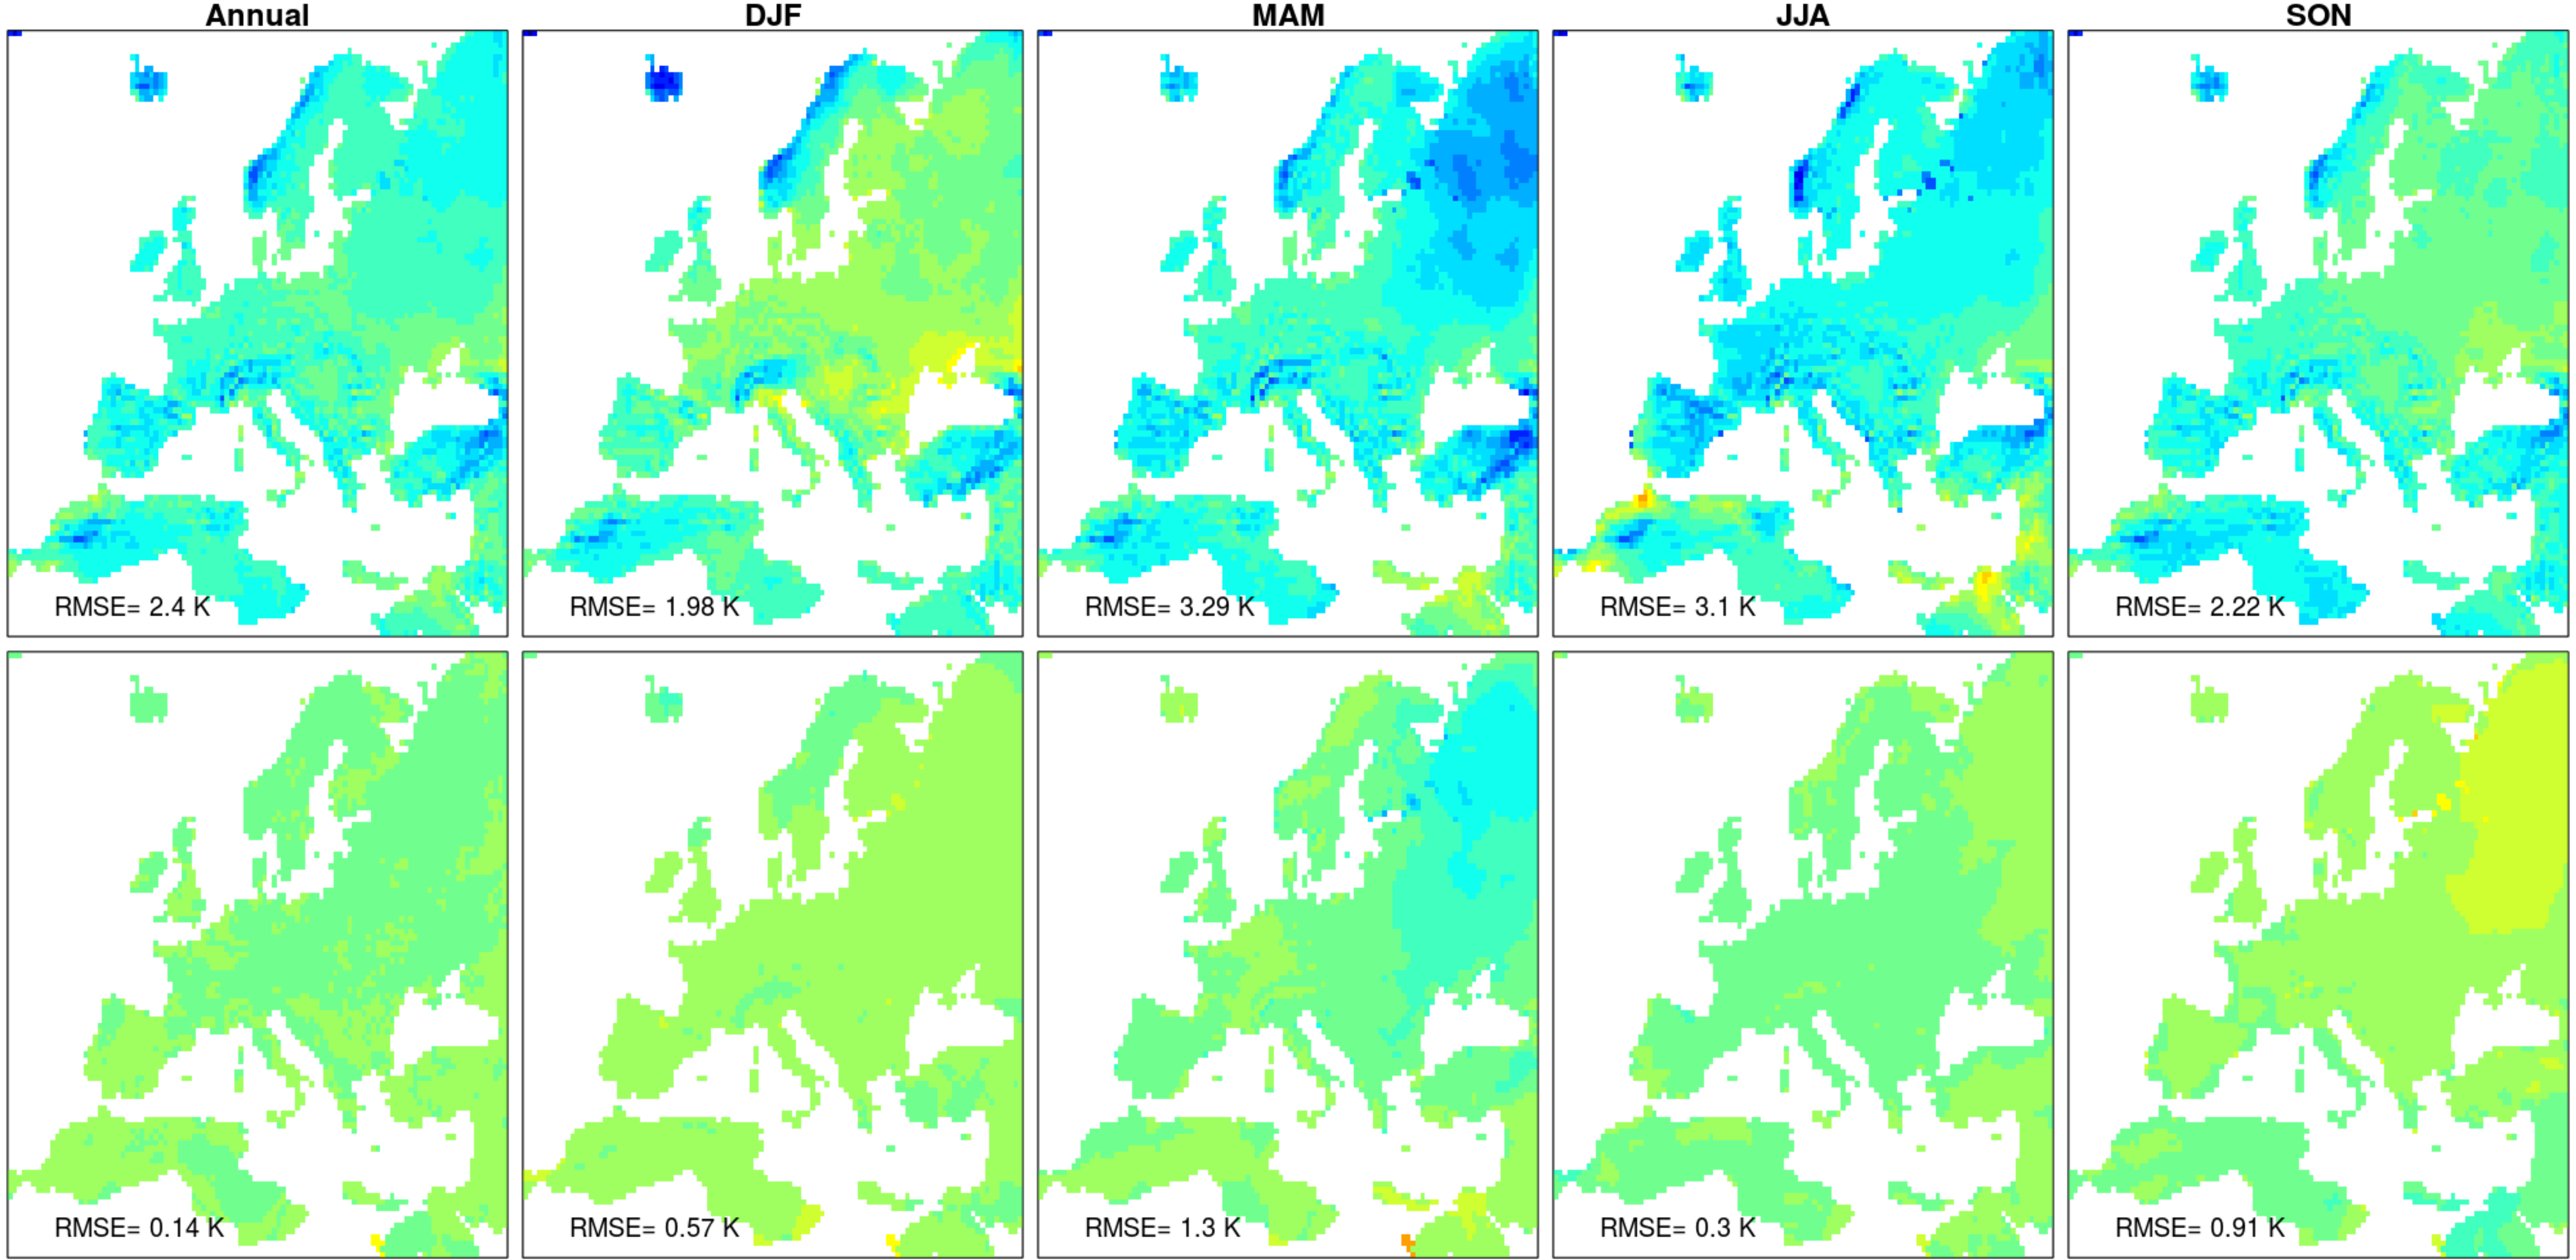 Annual DJF MAM JJA SON
RMSE= 2.4 K RMSE= 1.98 K RMSE= 3.29 K RMSE= 3.1 K RMSE= 2.22 K
RMSE= 0.14 K RMSE= 0.57 K RMSE= 1.3 K RMSE= 0.3 K RMSE= 0.91 K